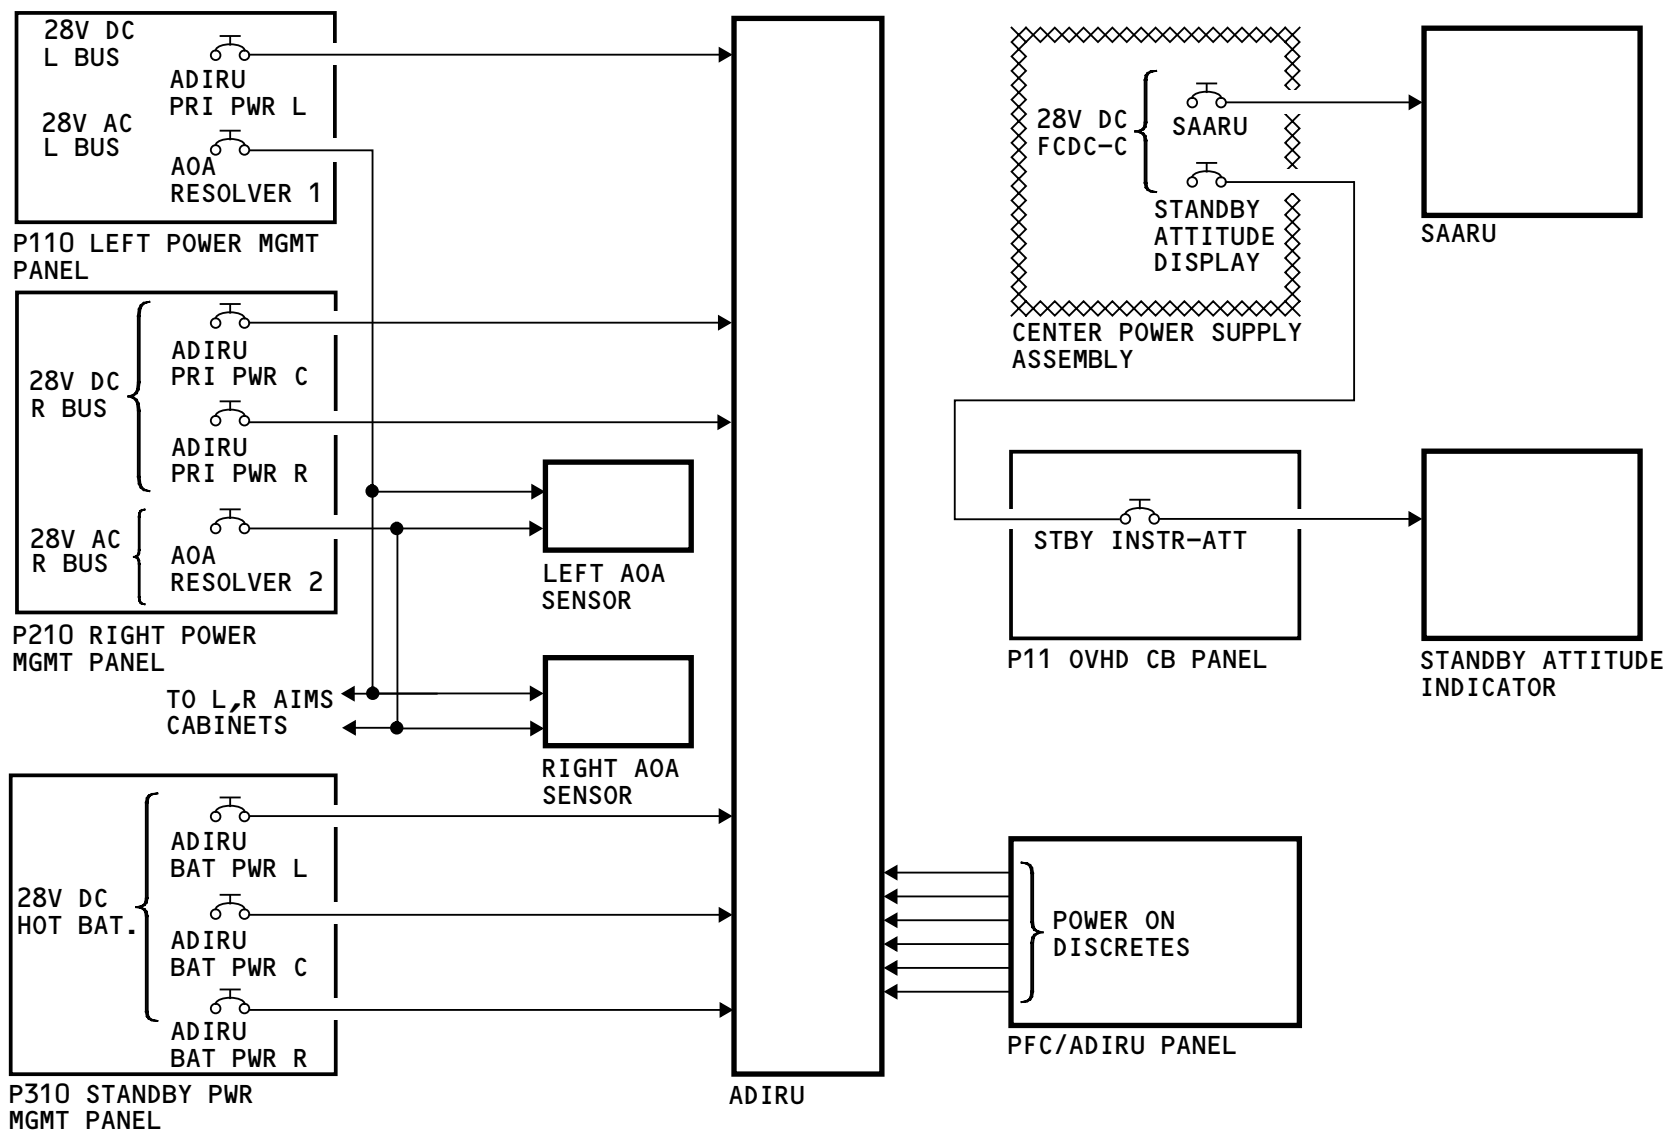 28V DC
L BUS
ADIRU
PRI PWR L
28V AC
L BUS
AOA
RESOLVER 1
P110 LEFT POWER MGMT
PANEL
28V DC
R BUS
ADIRU
PRI PWR C
ADIRU
PRI PWR R
28V AC
R BUS
AOA
RESOLVER 2
P210 RIGHT POWER
MGMT PANEL
TO L,R AIMS
CABINETS
LEFT AOA
SENSOR
RIGHT AOA
SENSOR
28V DC
HOT BAT.
ADIRU
BAT PWR L
ADIRU
BAT PWR C
ADIRU
BAT PWR R
P310 STANDBY PWR
MGMT PANEL
ADIRU
28V DC
FCDC-C
SAARU
STANDBY
ATTITUDE
DISPLAY
CENTER POWER SUPPLY
ASSEMBLY
SAARU
STBY INSTR-ATT
P11 OVHD CB PANEL
STANDBY ATTITUDE
INDICATOR
POWER ON
DISCRETES
PFC/ADIRU PANEL